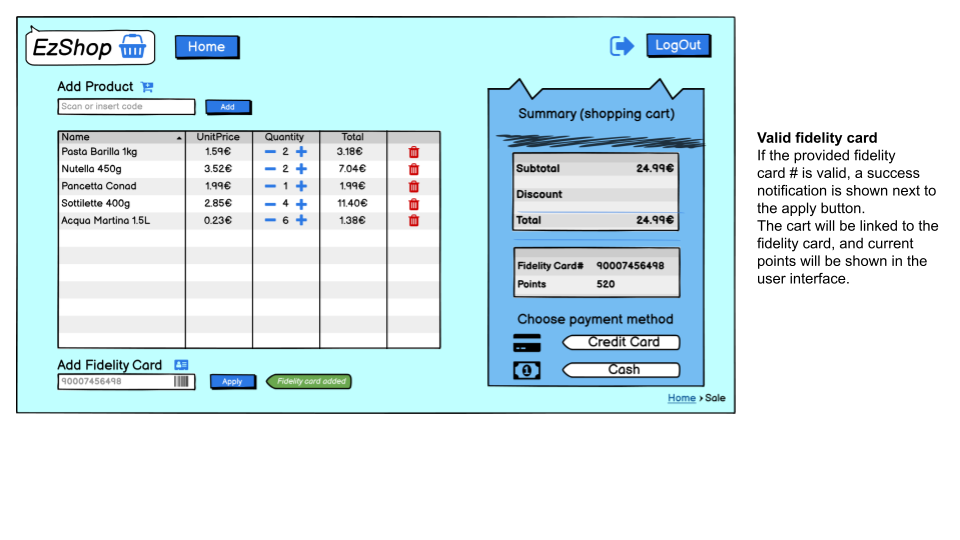 EzShop
Home
LogOut
Add Product
Scan or insert code
Add
Name UnitPrice Quantity Total
Pasta Barilla 1kg 1.59€ 2 3.18€
Nutella 450g 3.52€ 2 7.04€
Pancetta Conad 1.99€ 1 1.99€
Sottilette 400g 2.85€ 4 11.40€
Acqua Martina 1.5L 0.23€ 6 1.38€
Add Fidelity Card
90007456498
Apply
Fidelity card added
Summary (shopping cart)
Subtotal 24.99€
Discount
Total 24.99€
Fidelity Card# 90007456498
Points 520
Choose payment method
Credit Card
Cash
Home > Sale
Valid fidelity card
If the provided fidelity
card # is valid, a success
notification is shown next to
the apply button.
The cart will be linked to the
fidelity card, and current
points will be shown in the
user interface.